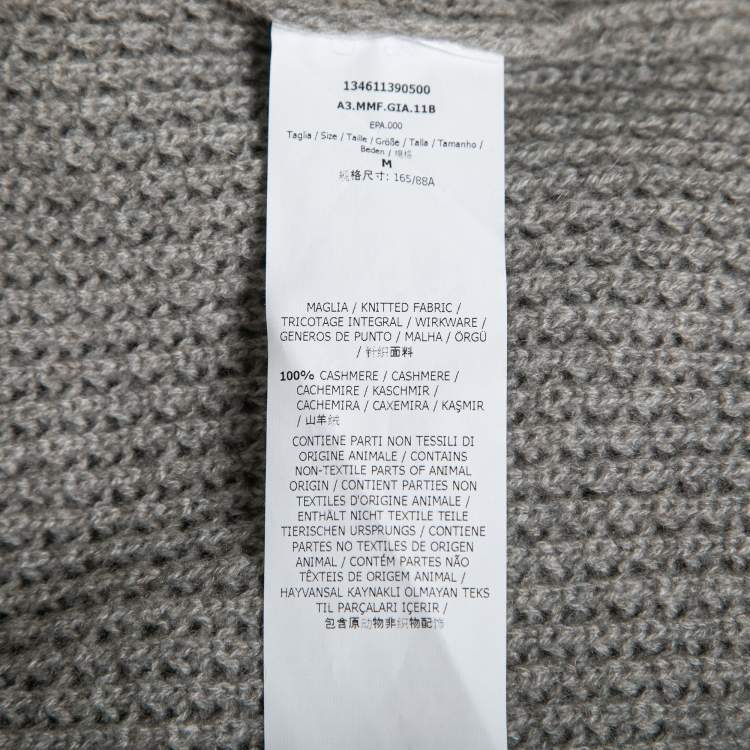 134611390500
A3.MMF.GIA.11B
EPA.000
Taglia / Size / Taille / Größe / Talla / Tamanho /
Beden / 规格
M
规格尺寸: 165/88A
MAGLIA / KNITTED FABRIC /
TRICOTAGE INTEGRAL / WIRKWARE /
GENEROS DE PUNTO / MALHA / ÖRGÜ
/ 针织面料
100% CASHMERE / CASHMERE /
CACHEMIRE / KASCHMIR /
CACHEMIRA / CAXEMIRA / KAŞMIR
/ 山羊绒
CONTIENE PARTI NON TESSILI DI
ORIGINE ANIMALE / CONTAINS
NON-TEXTILE PARTS OF ANIMAL
ORIGIN / CONTIENT PARTIES NON
TEXTILES D'ORIGINE ANIMALE /
ENTHÄLT NICHT TEXTILE TEILE
TIERISCHEN URSPRUNGS / CONTIENE
PARTES NO TEXTILES DE ORIGEN
ANIMAL / CONTÉM PARTES NÃO
TÊXTEIS DE ORIGEM ANIMAL /
HAYVANSAL KAYNAKLI OLMAYAN TEKS
TIL PARÇALARI IÇERIR /
包含原动物非织物配饰